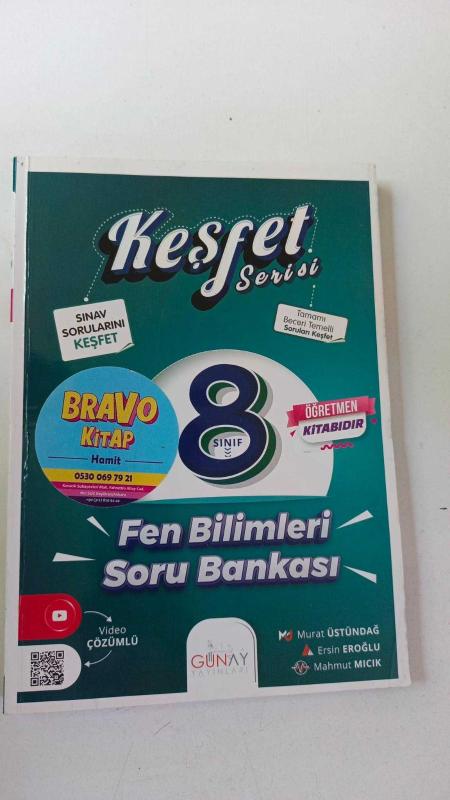 Keşfet
Serisi
SINAV
SORULARINI
KEŞFET
Tamamı
Beceri Temelli
Soruları Keşfet
8
SINIF
BRAVO
KİTAP
Hamit
0530 069 79 21
ÖĞRETMEN
KİTABIDIR
Fen Bilimleri
Soru Bankası
Video
ÇÖZÜMLÜ
GÜNAY
YAYINLARI
Murat ÜSTÜNDAĞ
Ersin EROĞLU
Mahmut MICIK